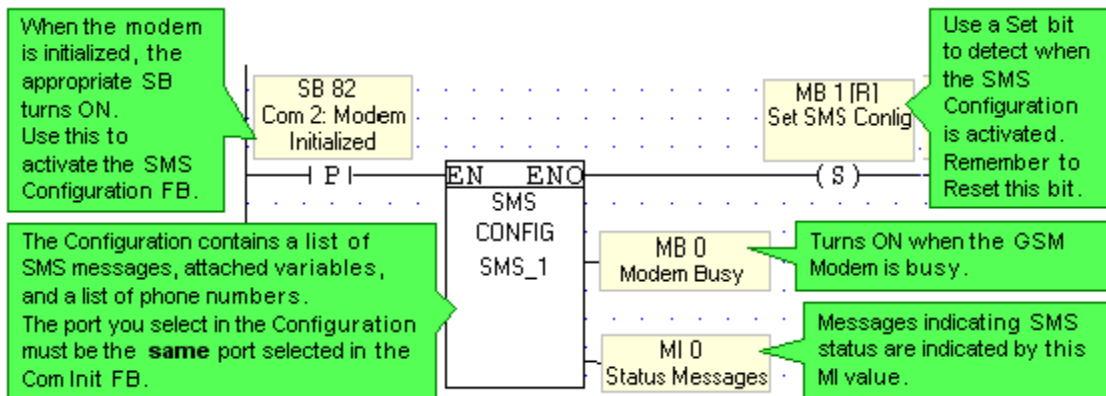 When the modem
is initialized, the
appropriate SB
turns ON.
Use this to
activate the SMS
Configuration FB.
SB 82
Com 2: Modem
Initialized
MB 1 [R]
Set SMS Config
Use a Set bit
to detect when
the SMS
Configuration
is activated.
Remember to
Reset this bit.
P
EN ENO
(S)
SMS
CONFIG
SMS_1
The Configuration contains a list of
SMS messages, attached variables,
and a list of phone numbers.
The port you select in the Configuration
must be the same port selected in the
Com Init FB.
MB 0
Modem Busy
Turns ON when the GSM
Modem is busy.
MI 0
Status Messages
Messages indicating SMS
status are indicated by this
MI value.